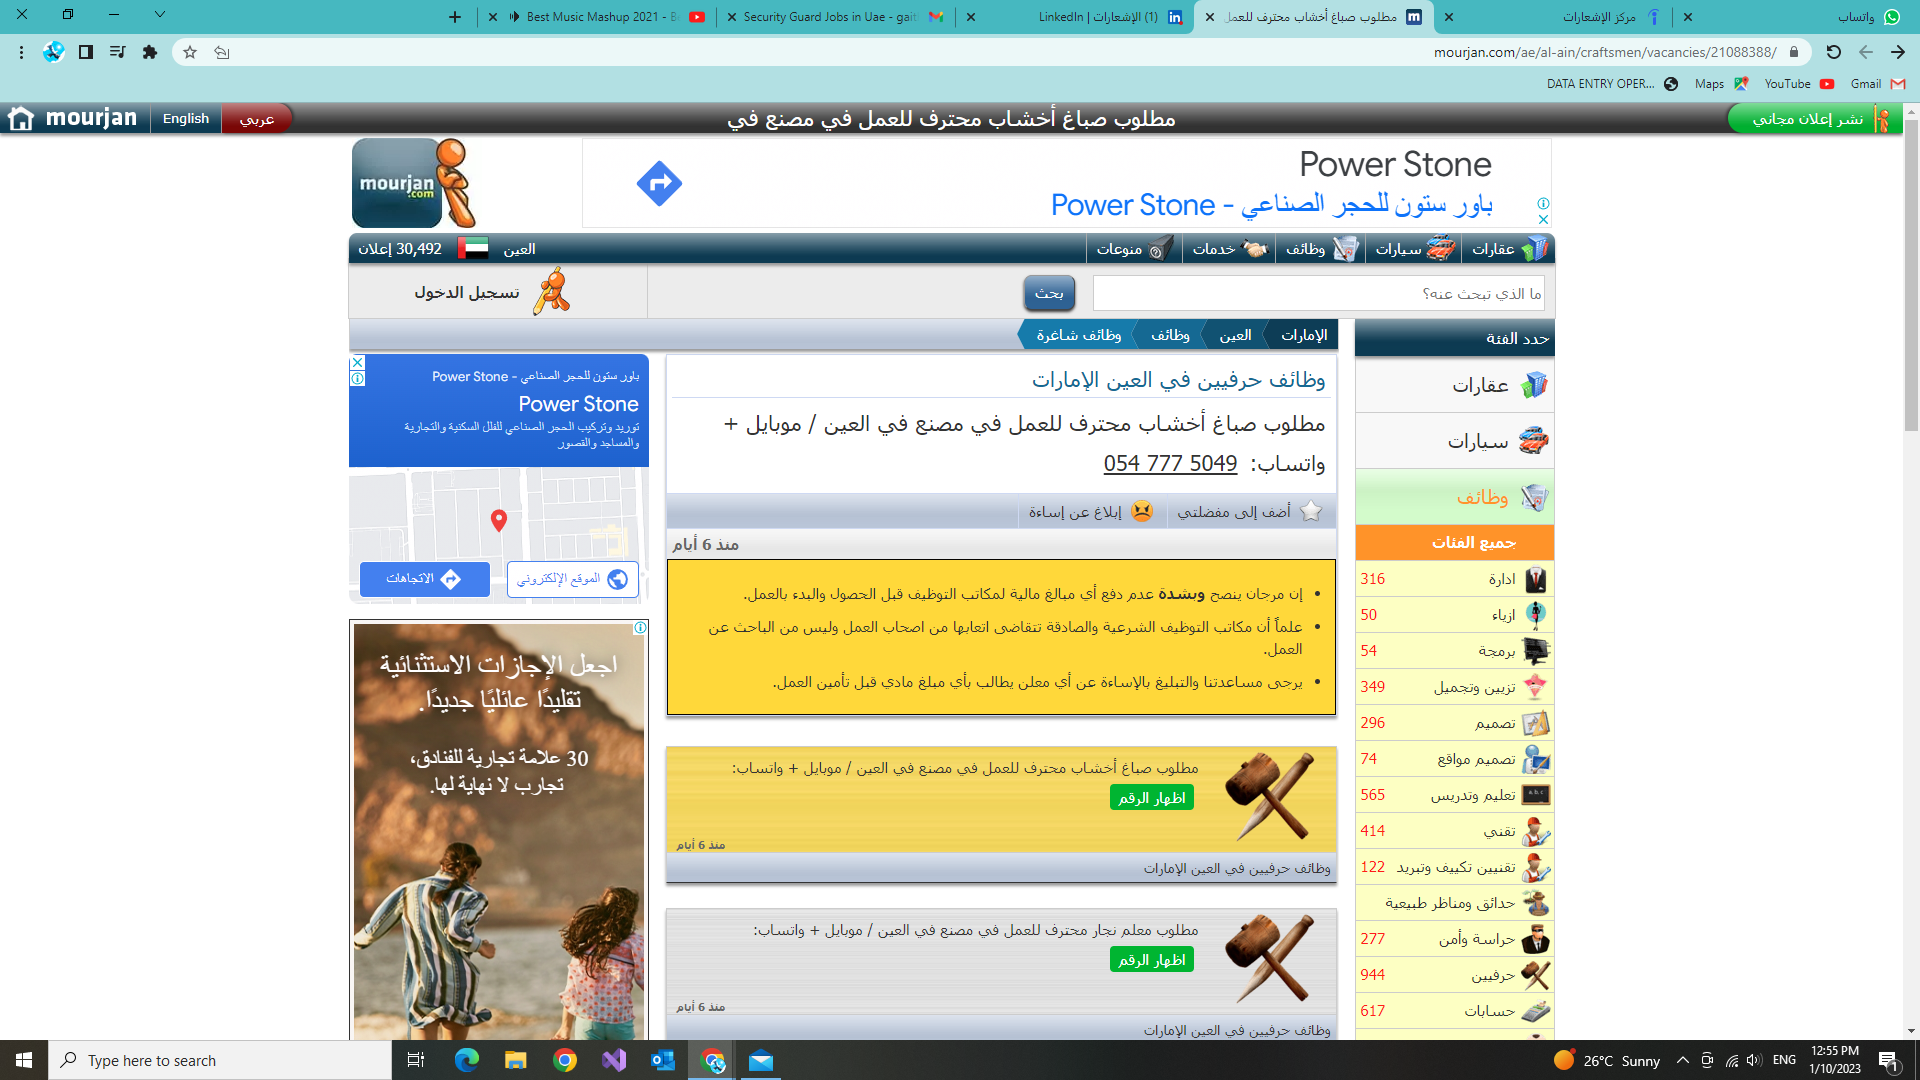 Best Music Mashup 2021 - B
Security Guard Jobs in Uae - gait
(1) الإشعارات | LinkedIn
مطلوب صباغ أخشاب محترف للعمل
مركز الإشعارات
واتساب
mourjan.com/ae/al-ain/craftsmen/vacancies/21088388/
DATA ENTRY OPER...
Maps
YouTube
Gmail
mourjan
English
عربي
مطلوب صباغ أخشاب محترف للعمل في مصنع في
نشر إعلان مجاني
mourjan
.com
Power Stone
باور ستون للحجر الصناعي - Power Stone
عقارات
سيارات
وظائف
خدمات
منوعات
العين
30,492 إعلان
ما الذي تبحث عنه؟
بحث
تسجيل الدخول
الإمارات
العين
وظائف
وظائف شاغرة
حدد الفئة
عقارات
سيارات
وظائف
جميع الفئات
ادارة 316
ازياء 50
برمجة 54
تزيين وتجميل 349
تصميم 296
تصميم مواقع 74
تعليم وتدريس 565
تقني 414
تقنيين تكييف وتبريد 122
حدائق ومناظر طبيعية
حراسة وأمن 277
حرفيين 944
حسابات 617
وظائف حرفيين في العين الإمارات
مطلوب صباغ أخشاب محترف للعمل في مصنع في العين / موبايل +
واتساب: 054 777 5049
أضف إلى مفضلتي
إبلاغ عن إساءة
منذ 6 أيام
إن مرجان ينصح وبشدة عدم دفع أي مبالغ مالية لمكاتب التوظيف قبل الحصول والبدء بالعمل.
علماً أن مكاتب التوظيف الشرعية والصادقة تتقاضى اتعابها من اصحاب العمل وليس من الباحث عن
العمل.
يرجى مساعدتنا والتبليغ بالإساءة عن أي معلن يطالب بأي مبلغ مادي قبل تأمين العمل.
مطلوب صباغ أخشاب محترف للعمل في مصنع في العين / موبايل + واتساب:
اظهار الرقم
منذ 6 أيام
وظائف حرفيين في العين الإمارات
مطلوب معلم نجار محترف للعمل في مصنع في العين / موبايل + واتساب:
اظهار الرقم
منذ 6 أيام
وظائف حرفيين في العين الإمارات
باور ستون للحجر الصناعي - Power Stone
Power Stone
توريد وتركيب الحجر الصناعي للفلل السكنية والتجارية
والمساجد والقصور
الموقع الإلكتروني
الاتجاهات
اجعل الإجازات الاستثنائية
تقليدًا عائليًا جديدًا.
30 علامة تجارية للفنادق،
تجارب لا نهاية لها.
Type here to search
26°C Sunny
ENG
12:55 PM
1/10/2023
1